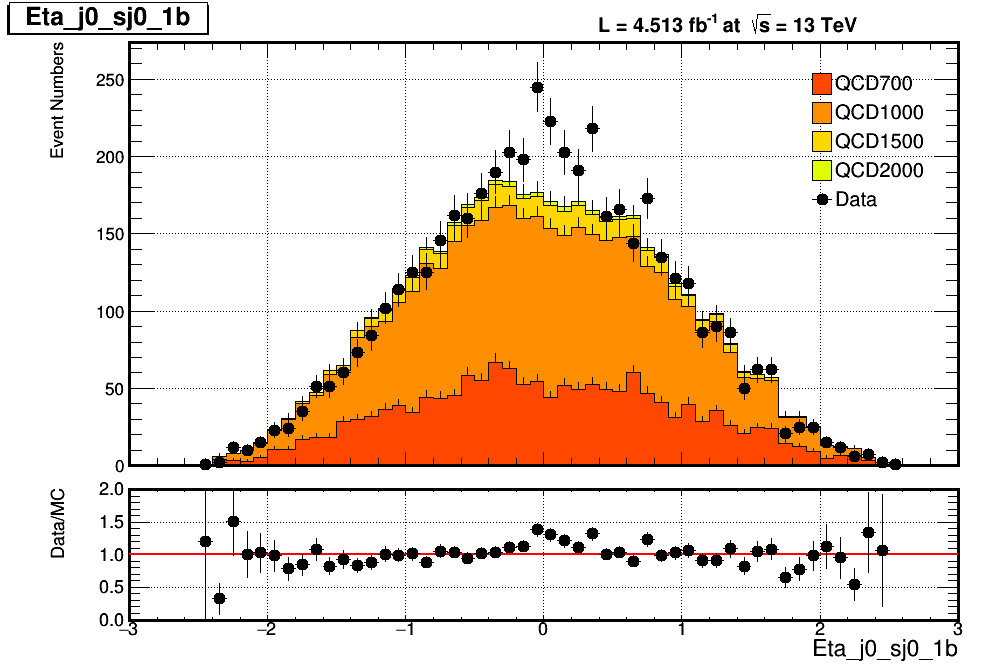 Eta_j0_sj0_1b
L = 4.513 fb⁻¹ at √s = 13 TeV
Event Numbers
250
200
150
100
50
0
QCD700
QCD1000
QCD1500
QCD2000
Data
Data/MC
2.0
1.5
1.0
0.5
0.0
−3 −2 −1 0 1 2 3
Eta_j0_sj0_1b